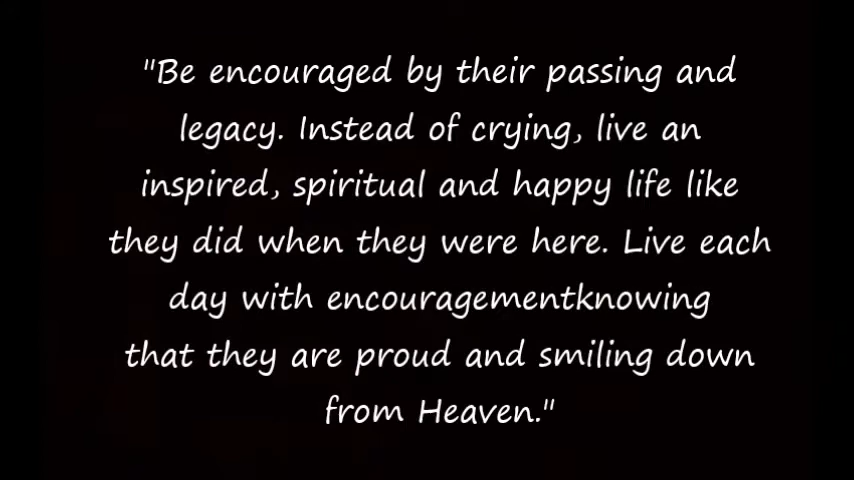 "Be encouraged by their passing and
legacy. Instead of crying, live an
inspired, spiritual and happy life like
they did when they were here. Live each
day with encouragementknowing
that they are proud and smiling down
from Heaven."